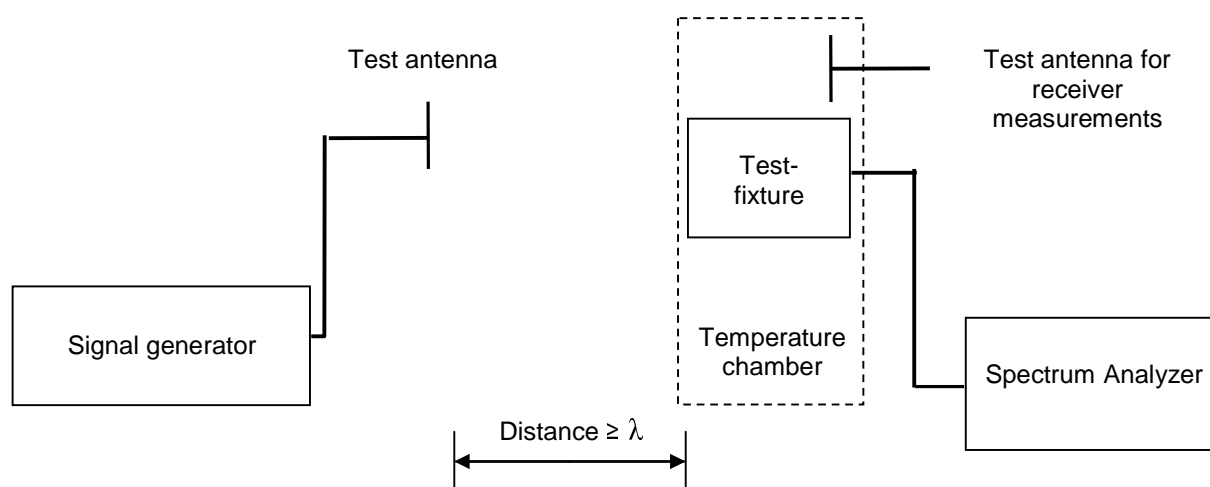 Test antenna
Test antenna for
receiver
measurements
Test-
fixture
Signal generator
Temperature
chamber
Spectrum Analyzer
Distance ≥ λ